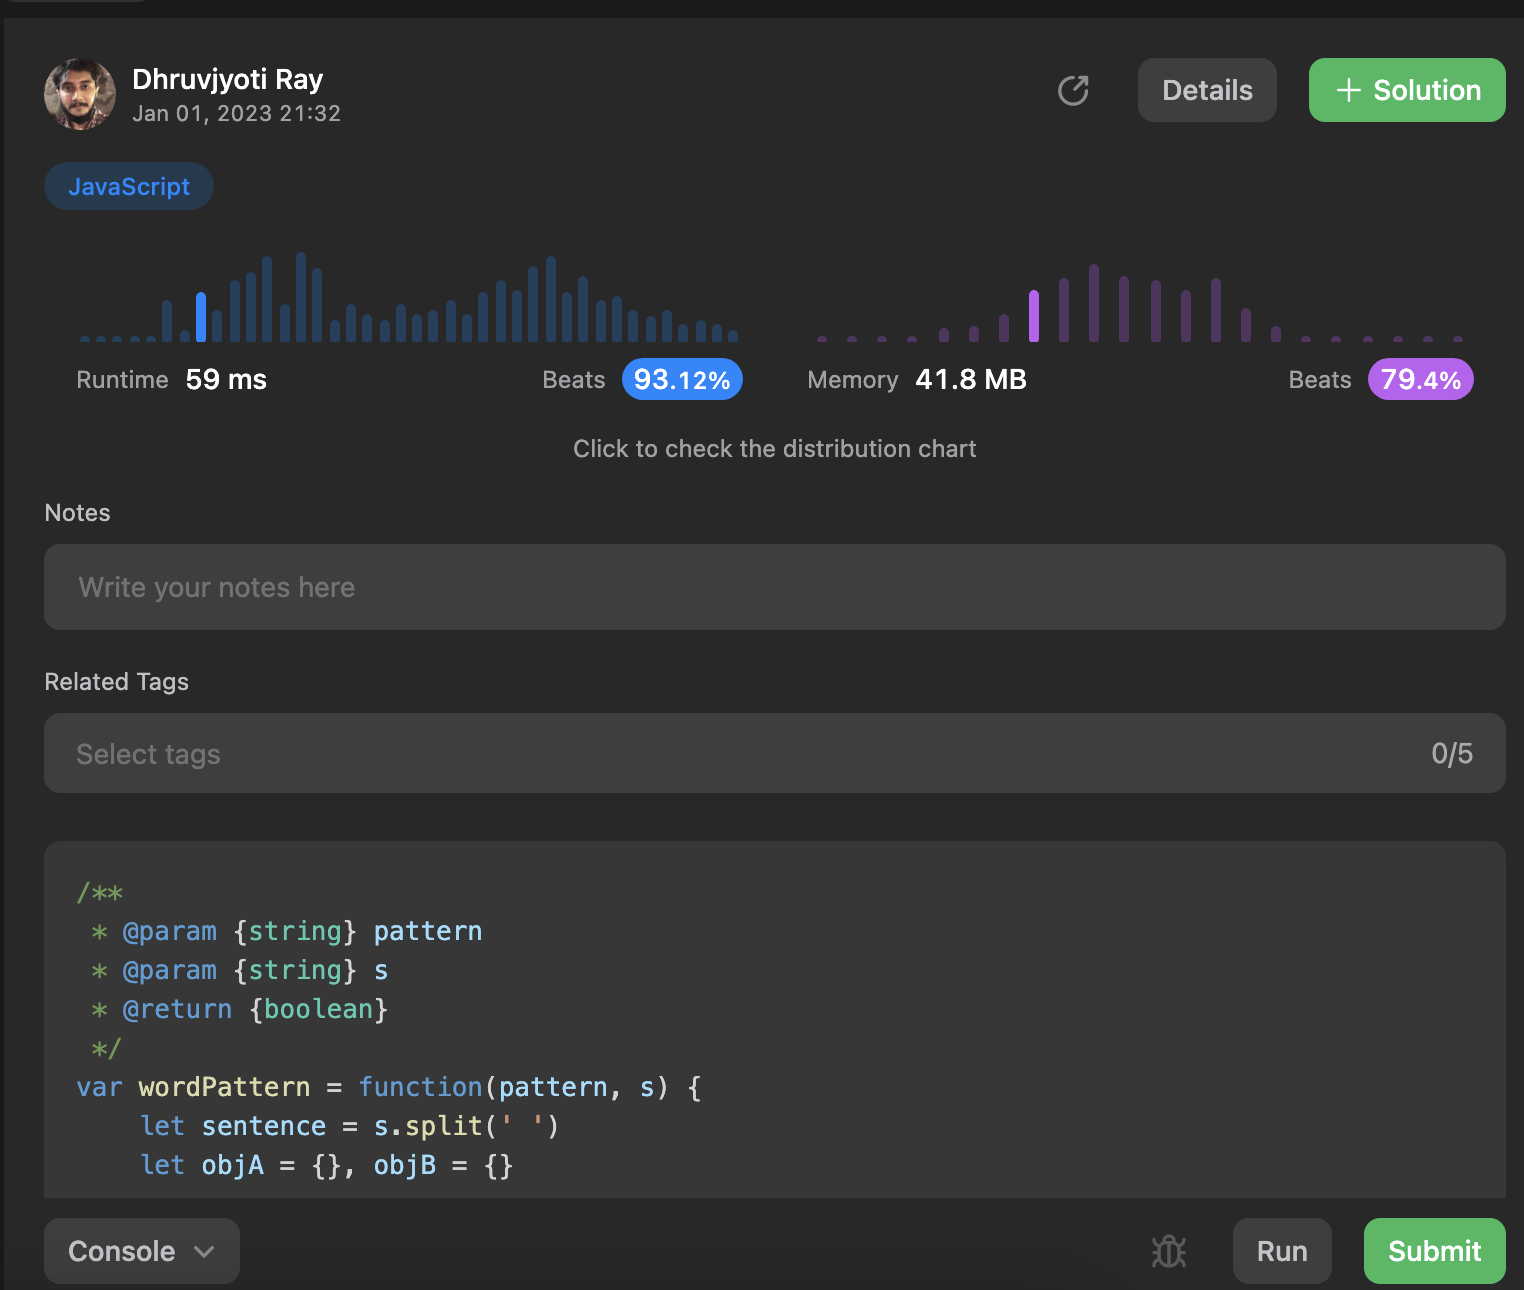 Dhruvjyoti Ray
Jan 01, 2023 21:32
Details
+ Solution
JavaScript
Runtime 59 ms
Beats 93.12%
Memory 41.8 MB
Beats 79.4%
Click to check the distribution chart
Notes
Write your notes here
Related Tags
Select tags 0/5
/**
 * @param {string} pattern
 * @param {string} s
 * @return {boolean}
 */
var wordPattern = function(pattern, s) {
    let sentence = s.split(' ')
    let objA = {}, objB = {}
Console
Run
Submit